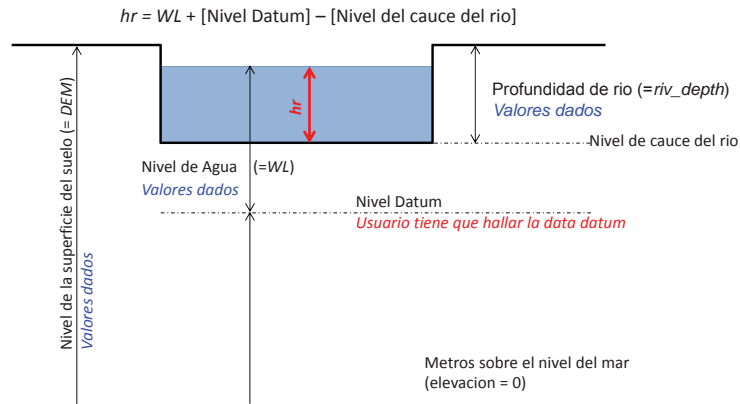 hr = WL + [Nivel Datum] – [Nivel del cauce del rio]
Profundidad de rio (=riv_depth)
Valores dados
hr
Nivel de cauce del rio
Nivel de Agua (=WL)
Valores dados
Nivel Datum
Usuario tiene que hallar la data datum
Nivel de la superficie del suelo (= DEM)
Valores dados
Metros sobre el nivel del mar
(elevacion = 0)